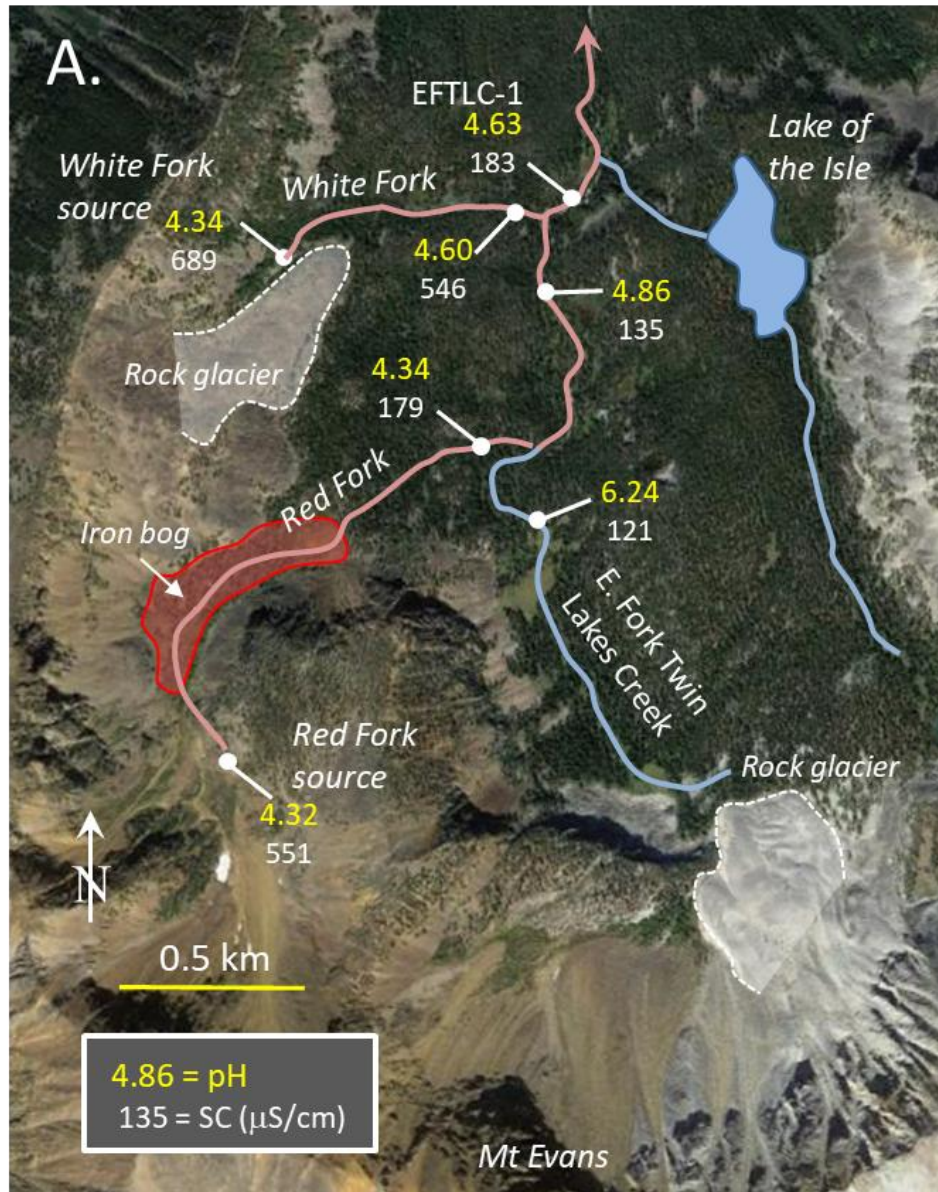 A.
EFTLC-1
4.63
183
Lake of
the Isle
White Fork
source
4.34
689
White Fork
4.60
546
4.86
135
Rock glacier
4.34
179
Red Fork
6.24
121
Iron bog
E. Fork Twin
Lakes Creek
Red Fork
source
4.32
551
Rock glacier
N
0.5 km
4.86 = pH
135 = SC (μS/cm)
Mt Evans